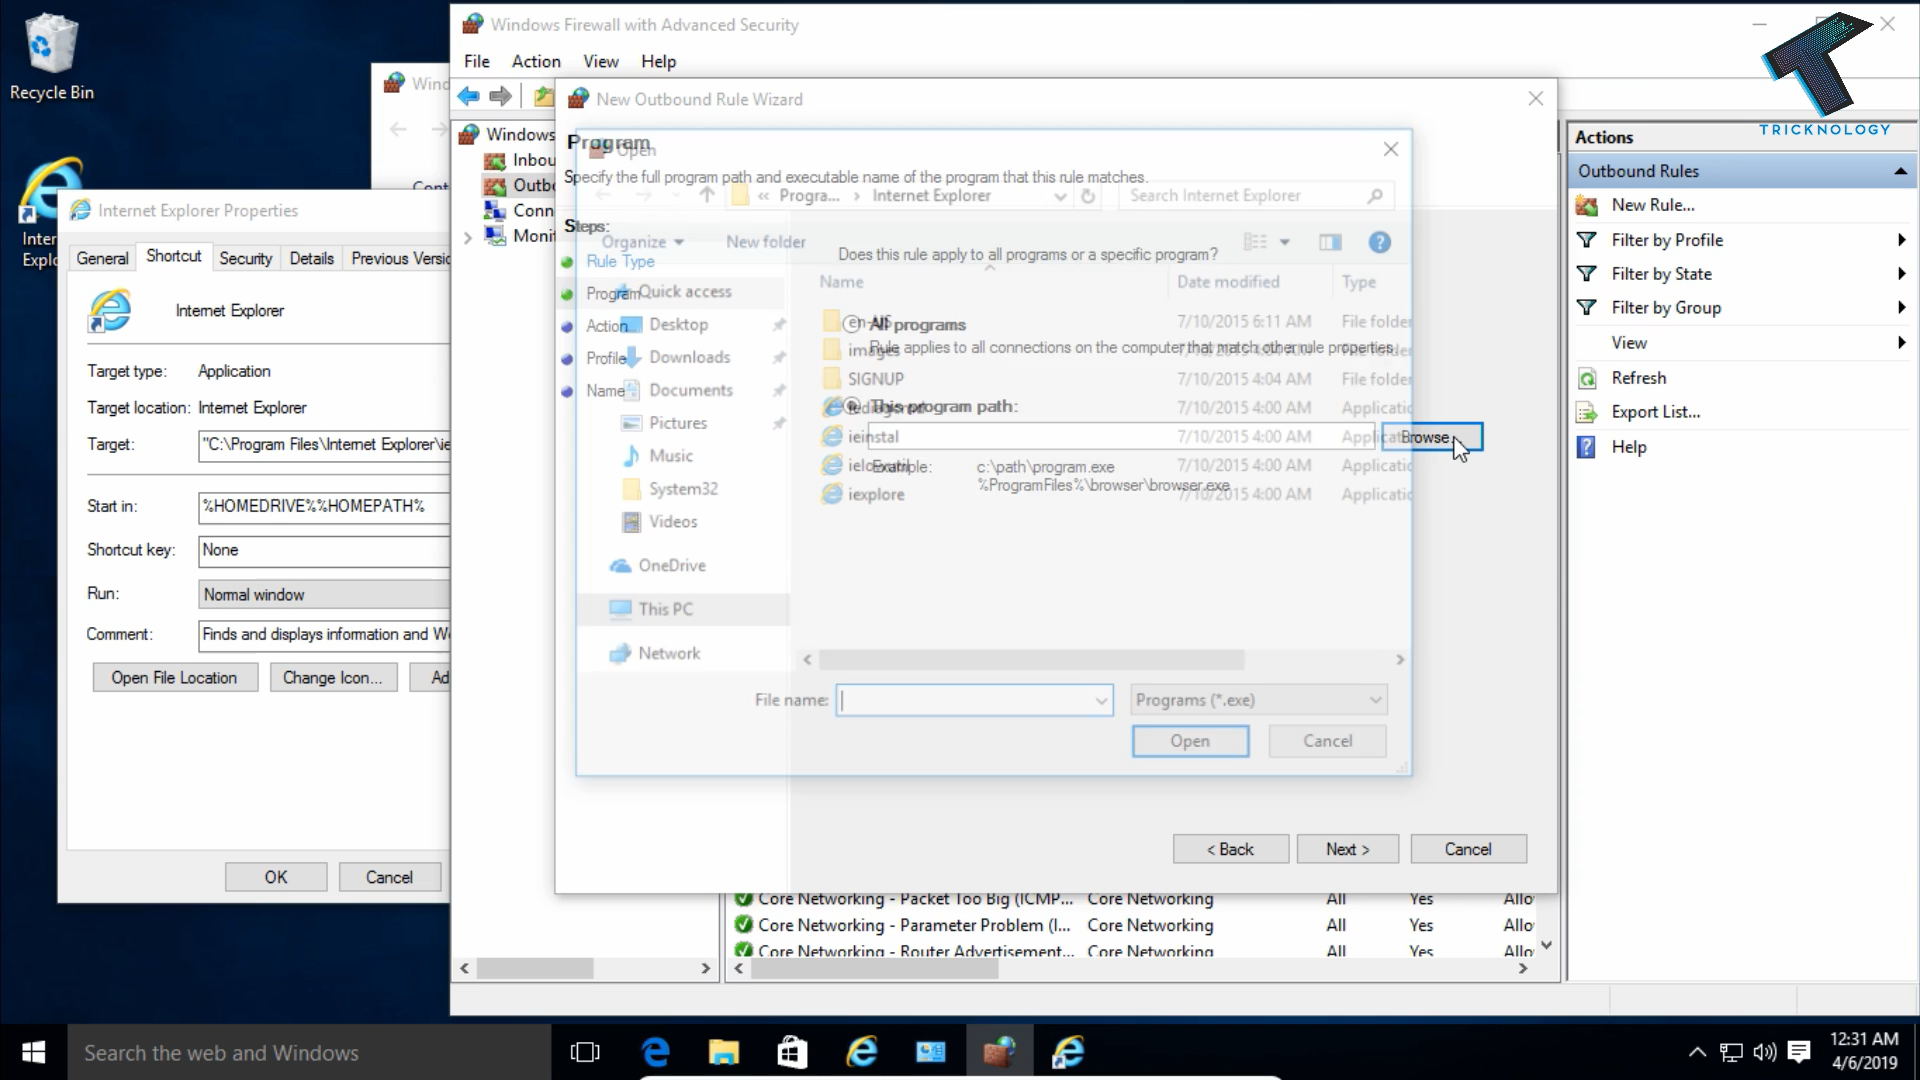 Recycle Bin
Windows Firewall with Advanced Security
File Action View Help
TRICKNOLOGY
Wind
Cont
Inter
Explo
Internet Explorer Properties
General Shortcut Security Details Previous Versio
Internet Explorer
Target type: Application
Target location: Internet Explorer
Target: "C:\Program Files\Internet Explorer\ie
Start in: %HOMEDRIVE%%HOMEPATH%
Shortcut key: None
Run: Normal window
Comment: Finds and displays information and W
Open File Location Change Icon... Ad
OK Cancel
Windows
Inbou
Outbo
Conn
Monit
New Outbound Rule Wizard
Program
Specify the full program path and executable name of the program that this rule matches.
Steps:
Rule Type
Program
Action
Profile
Name
Does this rule apply to all programs or a specific program?
All programs
Rule applies to all connections on the computer that match other rule properties.
This program path:
Browse...
Example: c:\path\program.exe
%ProgramFiles%\browser\browser.exe
< Back Next > Cancel
Open
« Progra... › Internet Explorer
Search Internet Explorer
Organize New folder
Quick access
Desktop
Downloads
Documents
Pictures
Music
System32
Videos
OneDrive
This PC
Network
Name Date modified Type
en-US 7/10/2015 6:11 AM File folder
images File folder
SIGNUP 7/10/2015 4:04 AM File folder
7/10/2015 4:00 AM Applicatio
ieinstal 7/10/2015 4:00 AM Applicat
7/10/2015 4:00 AM Applicatio
iexplore 7/10/2015 4:00 AM Applicatio
File name: Programs (*.exe)
Open Cancel
Core Networking - Packet Too Big (ICMP... Core Networking All Yes Allo
Core Networking - Parameter Problem (I... Core Networking All Yes Allo
Core Networking - Router Advertisement... Core Networking All Yes Allo
Actions
Outbound Rules
New Rule...
Filter by Profile
Filter by State
Filter by Group
View
Refresh
Export List...
Help
Search the web and Windows
12:31 AM
4/6/2019